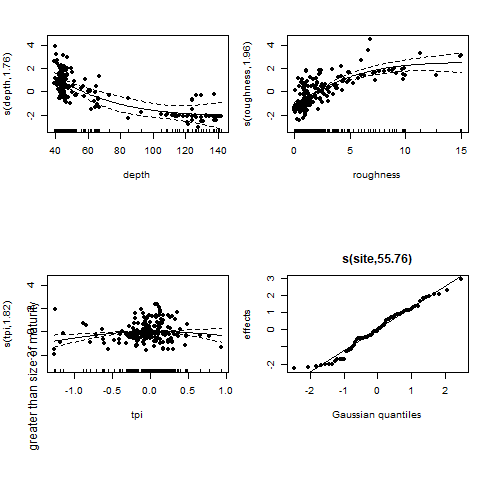 s(depth,1.76)
4
2
0
-2
40 60 80 100 120 140
depth
s(roughness,1.96)
4
2
0
-2
0 5 10 15
roughness
s(tpi,1.82)
greater than size of maturity
4
2
0
-2
-1.0 -0.5 0.0 0.5 1.0
tpi
s(site,55.76)
effects
3
2
1
0
-2
-2 -1 0 1 2
Gaussian quantiles